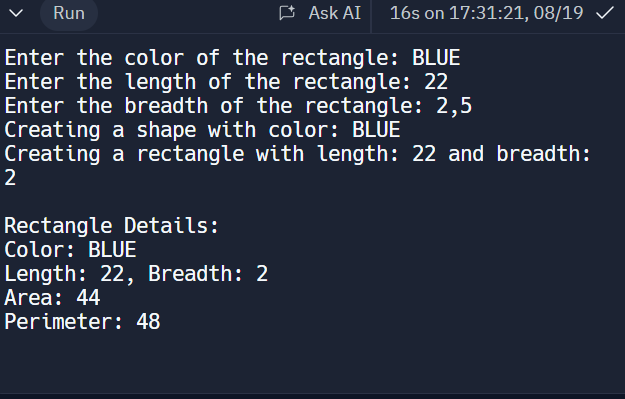 Run Ask AI 16s on 17:31:21, 08/19
Enter the color of the rectangle: BLUE
Enter the length of the rectangle: 22
Enter the breadth of the rectangle: 2,5
Creating a shape with color: BLUE
Creating a rectangle with length: 22 and breadth:
2
Rectangle Details:
Color: BLUE
Length: 22, Breadth: 2
Area: 44
Perimeter: 48